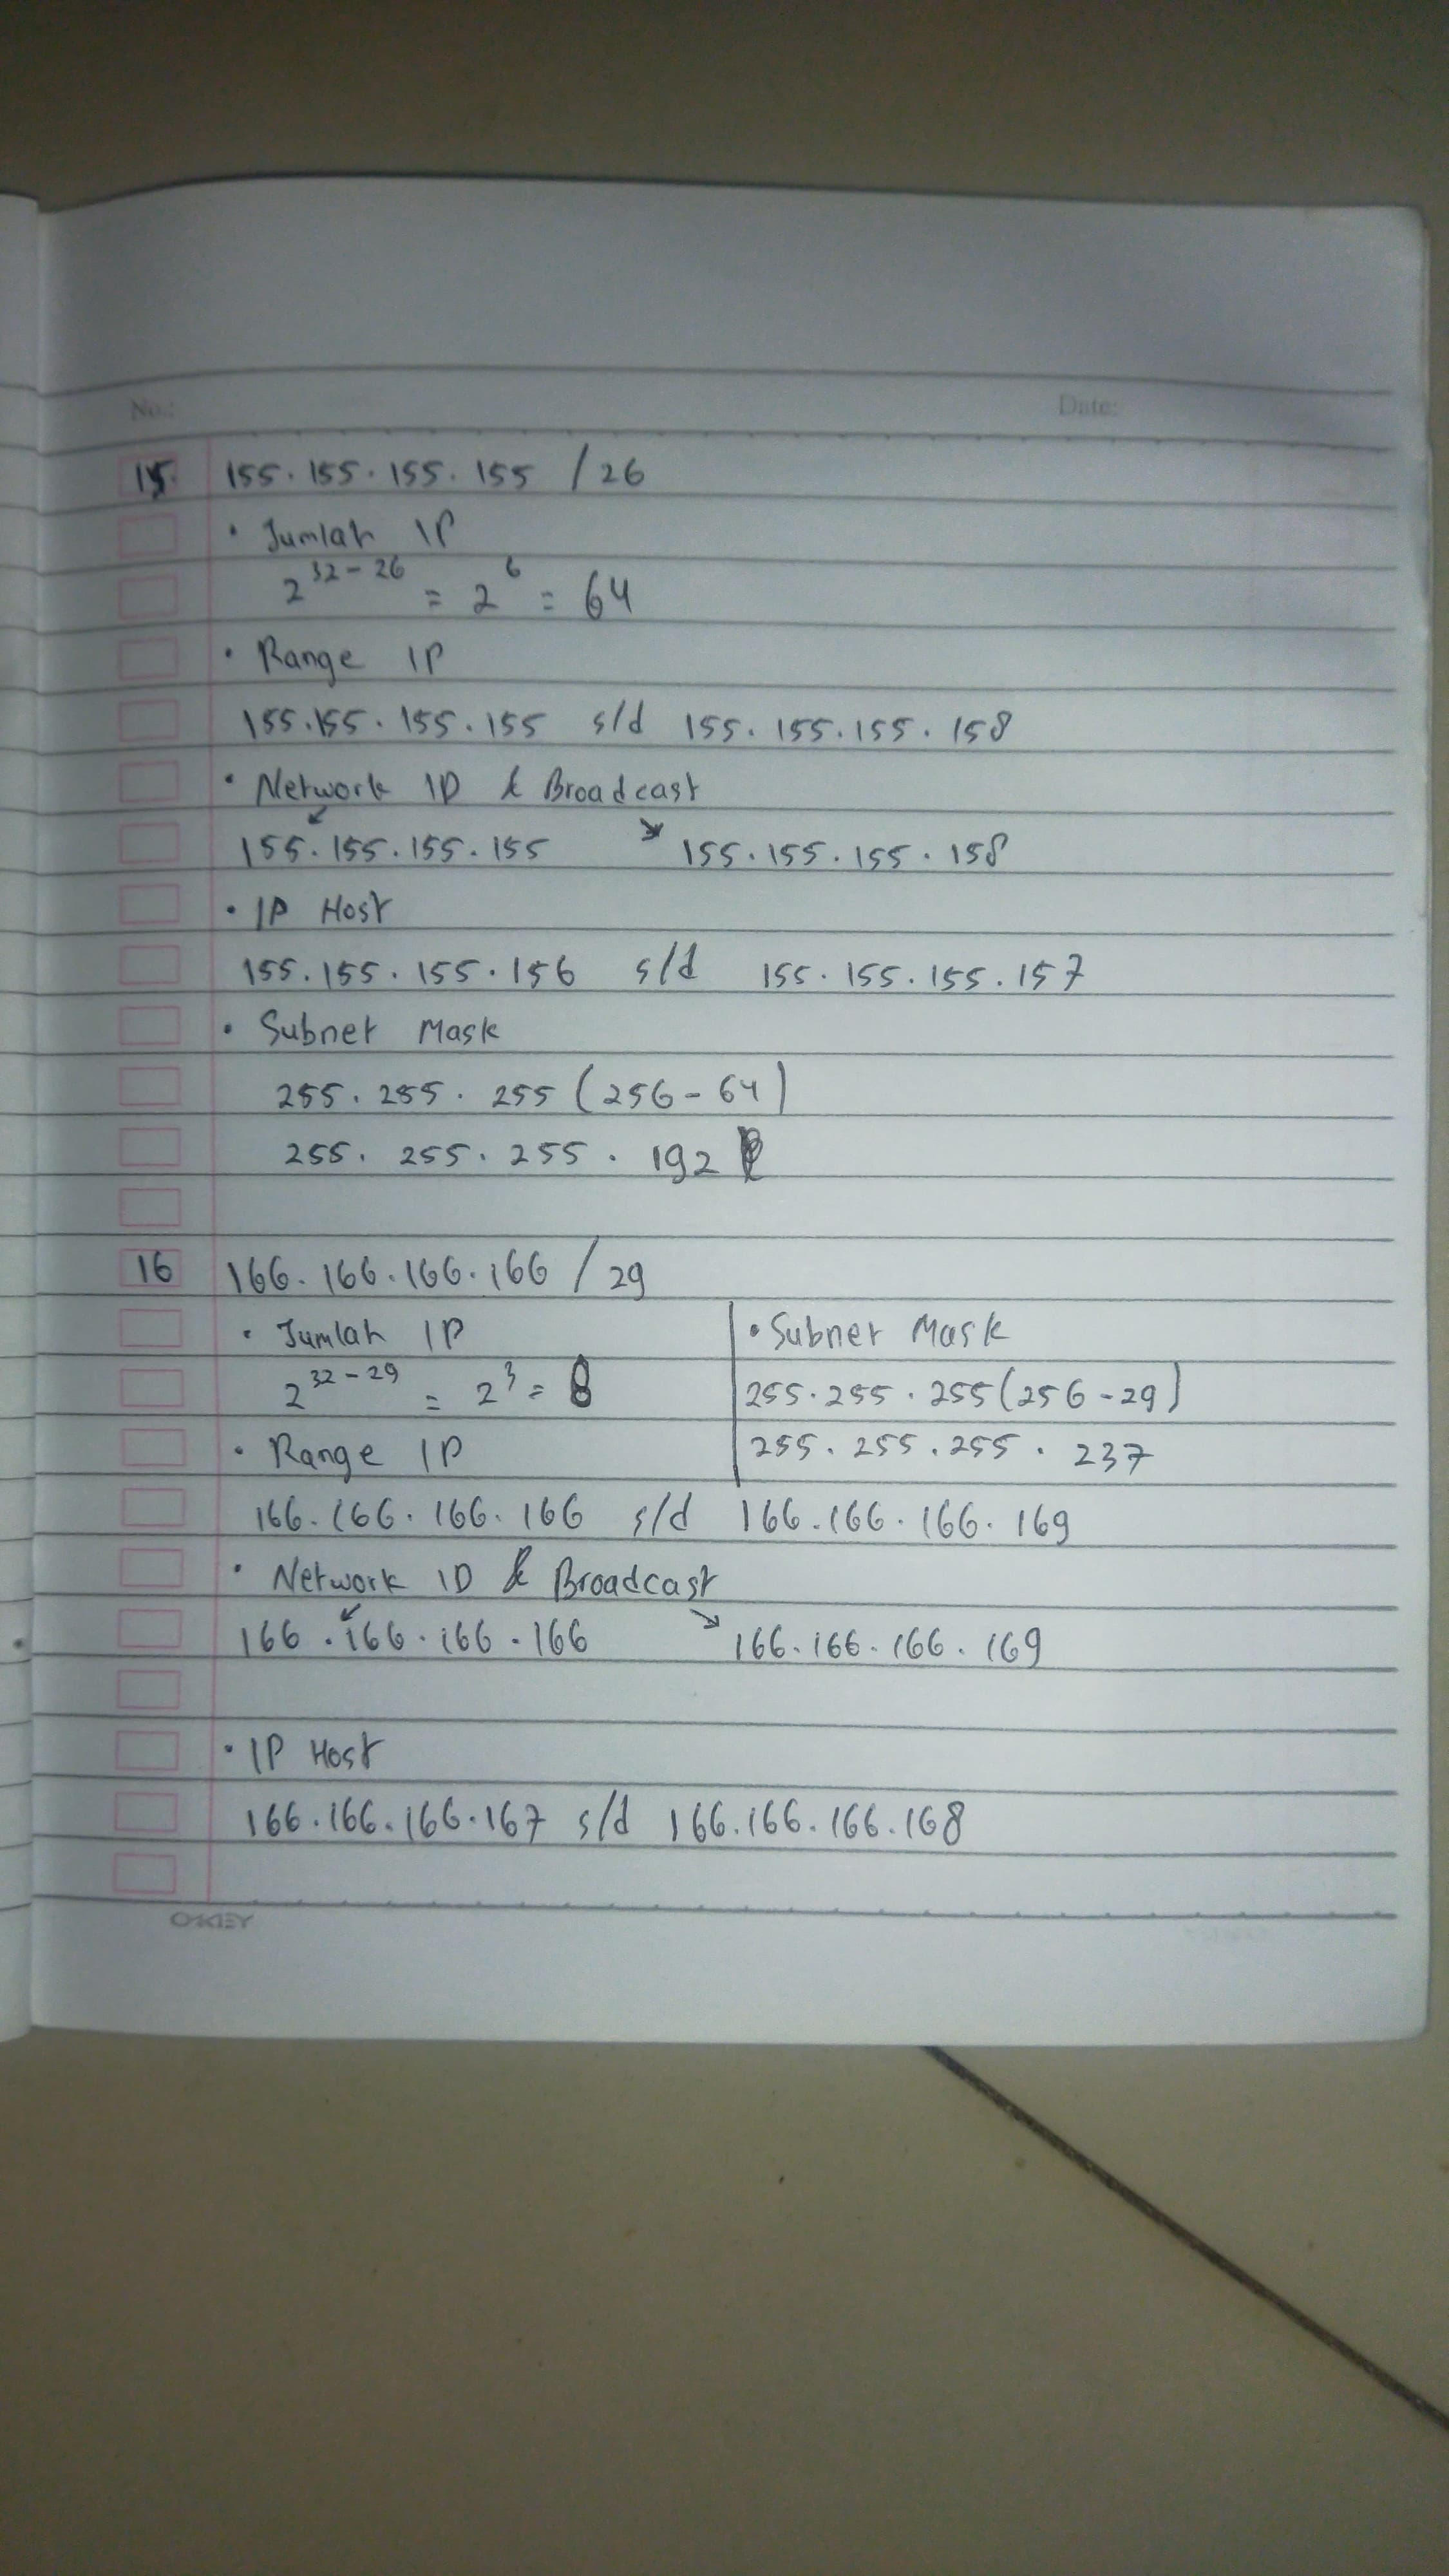 No.: Date:
15. 155.155.155.155 /26
• Jumlah IP
2^32-26 = 2^6 = 64
• Range IP
155.155.155.155 s/d 155.155.155.158
• Network ID & Broadcast
155.155.155.155 155.155.155.158
• IP Host
155.155.155.156 s/d 155.155.155.157
• Subnet Mask
255.255.255 (256-64)
255.255.255.192
16 166.166.166.166 /29
• Jumlah IP • Subnet Mask
2^32-29 = 2^3 = 8 255.255.255(256-29)
• Range IP 255.255.255.237
166.166.166.166 s/d 166.166.166.169
• Network ID & Broadcast
166.166.166.166 166.166.166.169
• IP Host
166.166.166.167 s/d 166.166.166.168
OKEY